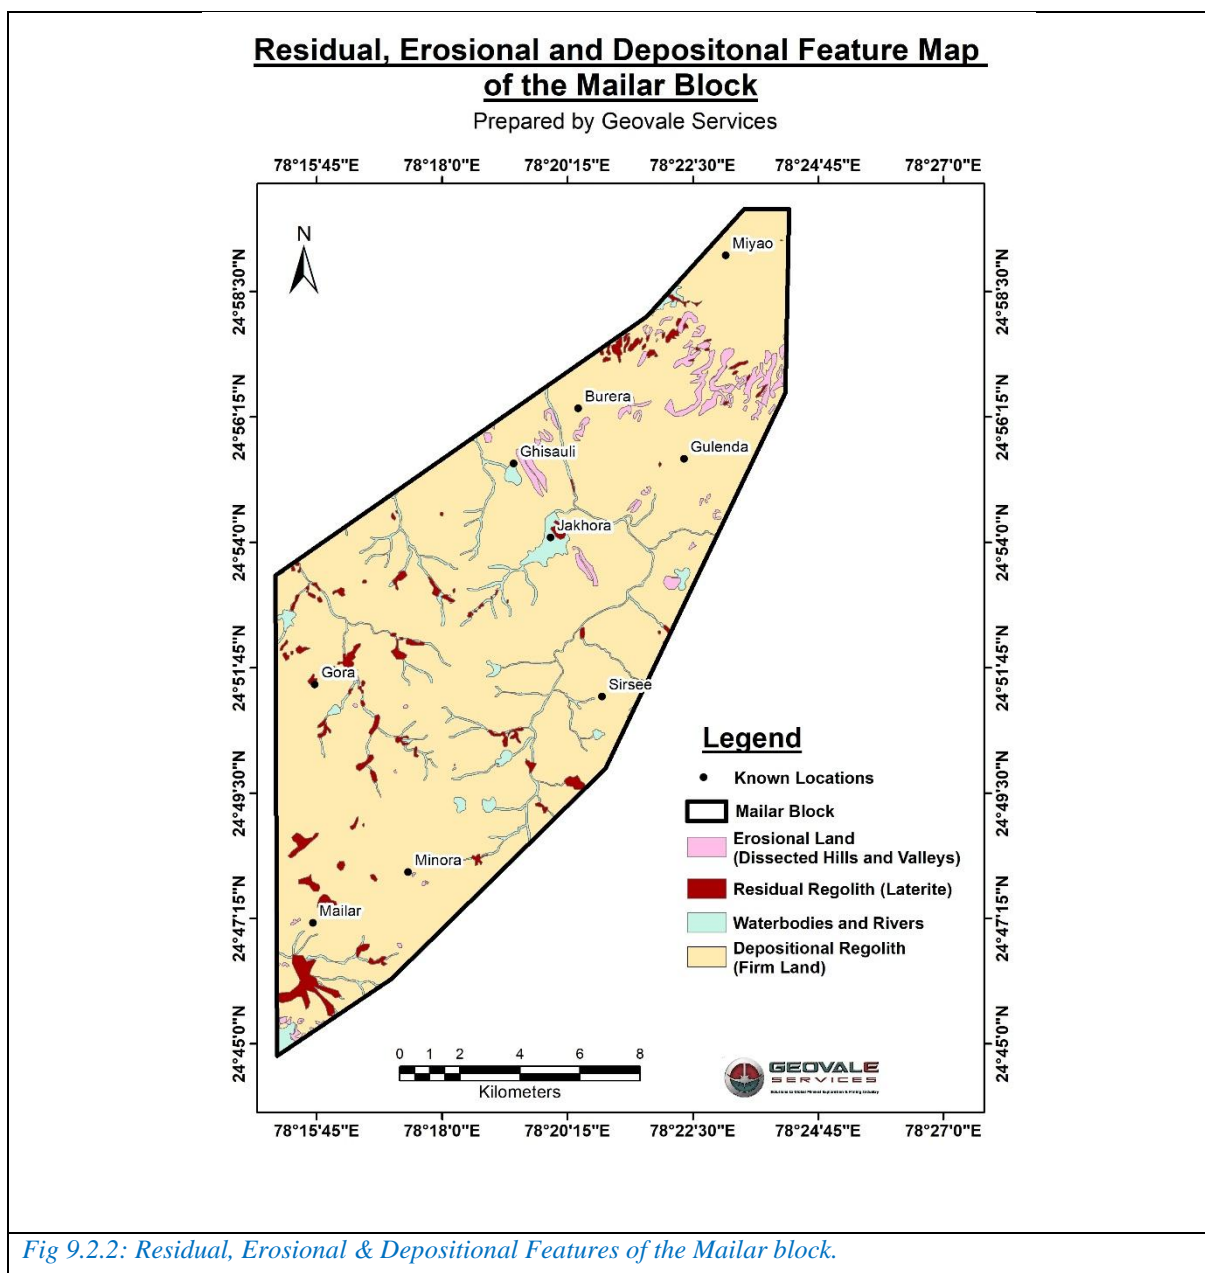 Residual, Erosional and Depositonal Feature Map
of the Mailar Block
Prepared by Geovale Services
78°15'45"E 78°18'0"E 78°20'15"E 78°22'30"E 78°24'45"E 78°27'0"E
N
Miyao
24°58'30"N 24°58'30"N
Burera
24°56'15"N 24°56'15"N
Gulenda
Ghisauli
Jakhora
24°54'0"N 24°54'0"N
24°51'45"N 24°51'45"N
Gora
Sirsee
Legend
Known Locations
24°49'30"N 24°49'30"N
Mailar Block
Erosional Land
(Dissected Hills and Valleys)
Minora
Residual Regolith (Laterite)
24°47'15"N 24°47'15"N
Mailar
Waterbodies and Rivers
Depositional Regolith
(Firm Land)
24°45'0"N 24°45'0"N
0 1 2 4 6 8
Kilometers
GEOVALE
SERVICES
78°15'45"E 78°18'0"E 78°20'15"E 78°22'30"E 78°24'45"E 78°27'0"E
Fig 9.2.2: Residual, Erosional & Depositional Features of the Mailar block.